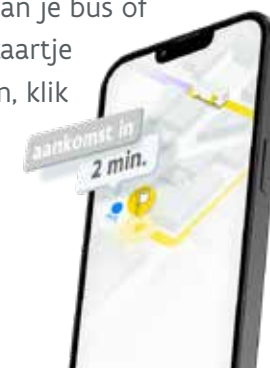 an je bus of
aartje
n, klik
aankomst in
2 min.